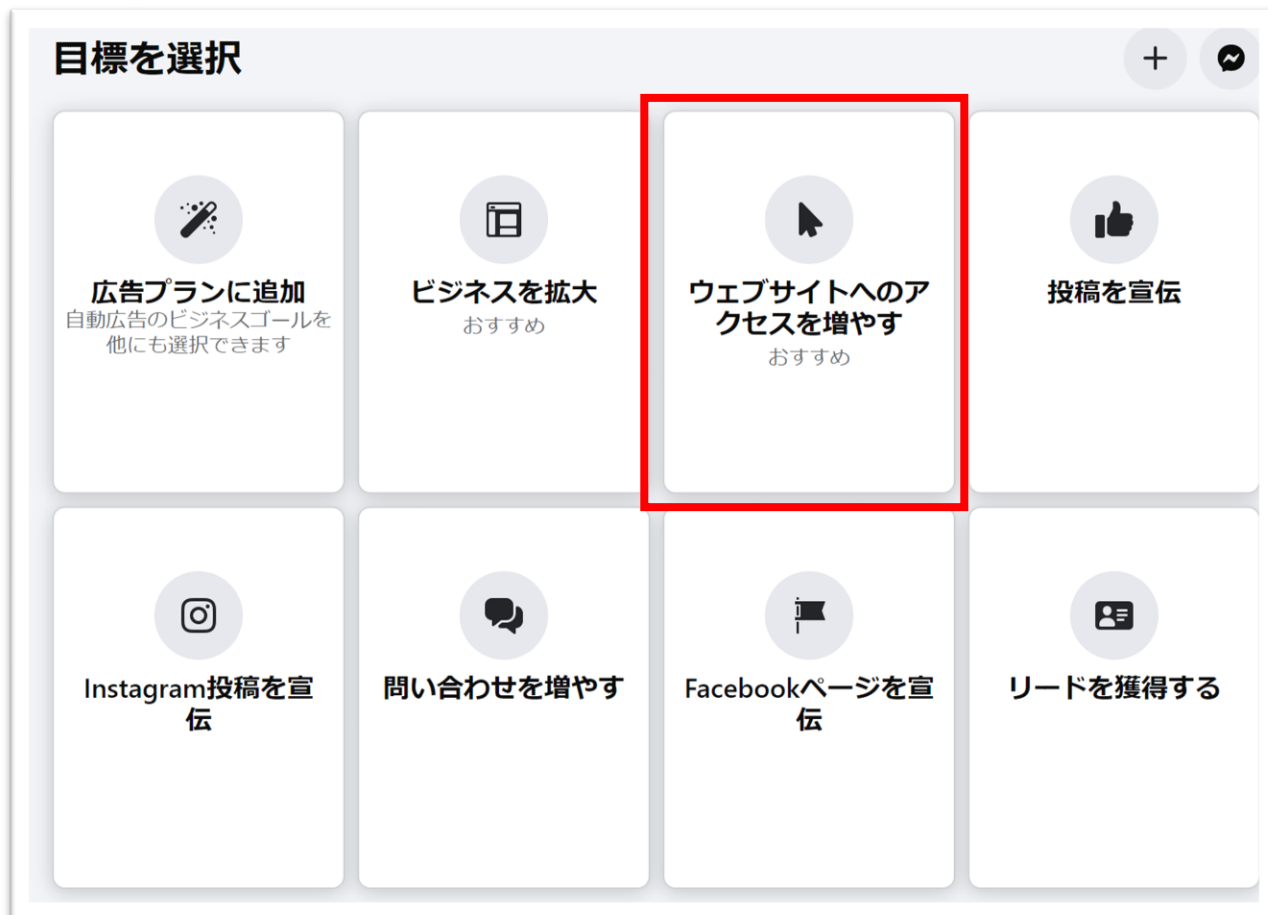 目標を選択
広告プランに追加
自動広告のビジネスゴールを
他にも選択できます
ビジネスを拡大
おすすめ
ウェブサイトへのア
クセスを増やす
おすすめ
投稿を宣伝
Instagram投稿を宣
伝
問い合わせを増やす
Facebookページを宣
伝
リードを獲得する